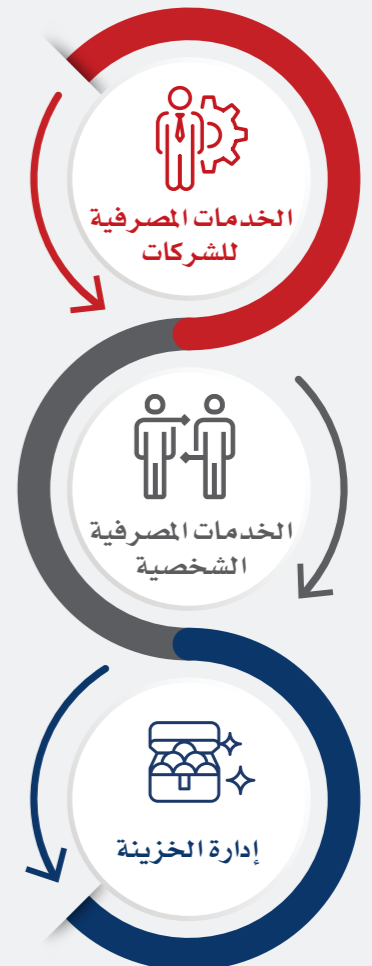 الخدمات المصرفية
للشركات
الخدمات المصرفية
الشخصية
إدارة الخزينة